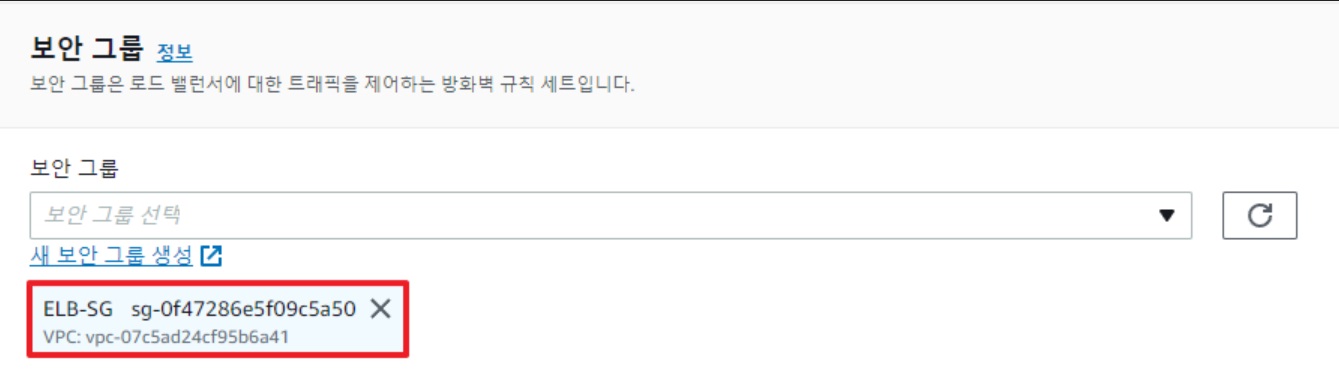 보안 그룹 정보
보안 그룹은 로드 밸런서에 대한 트래픽을 제어하는 방화벽 규칙 세트입니다.
보안 그룹
보안 그룹 선택
새 보안 그룹 생성
ELB-SG sg-0f47286e5f09c5a50
VPC: vpc-07c5ad24cf95b6a41